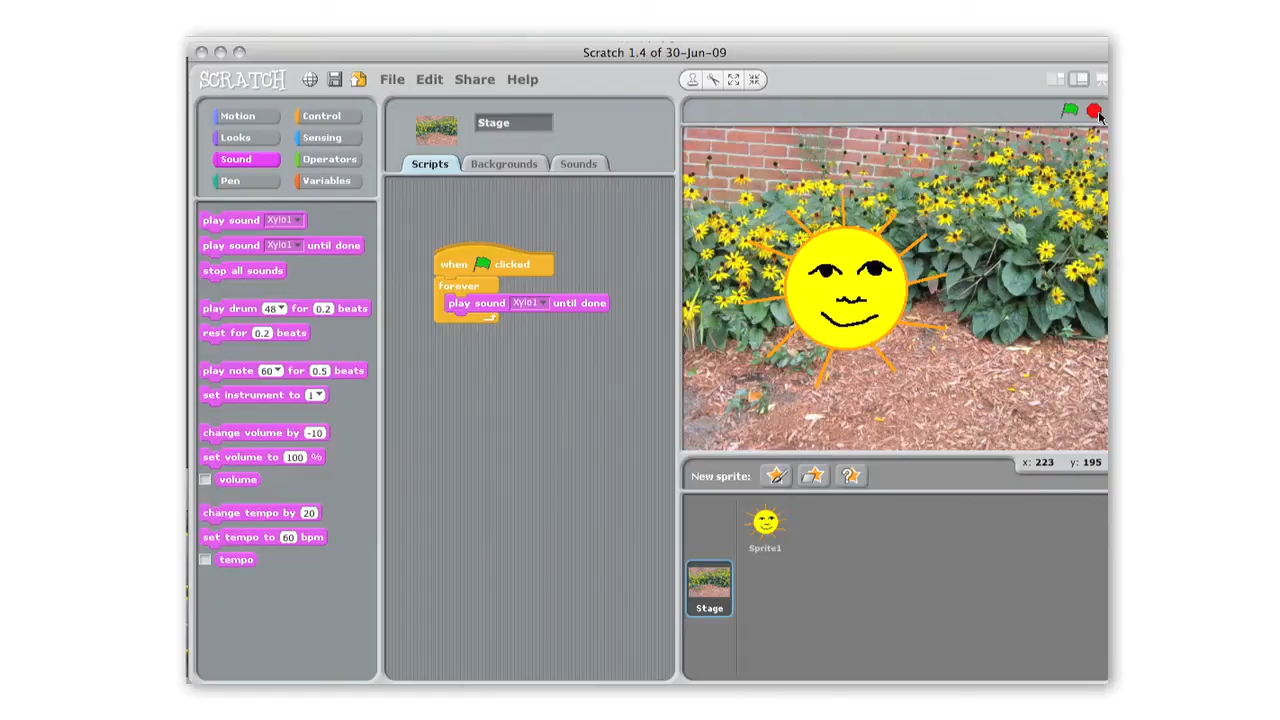 Scratch 1.4 of 30-Jun-09
SCRATCH File Edit Share Help
Motion Control
Looks Sensing
Sound Operators
Pen Variables
play sound Xylo1
play sound Xylo1 until done
stop all sounds
play drum 48 for 0.2 beats
rest for 0.2 beats
play note 60 for 0.5 beats
set instrument to 1
change volume by -10
set volume to 100 %
volume
change tempo by 20
set tempo to 60 bpm
tempo
Stage
Scripts Backgrounds Sounds
when clicked
forever
play sound Xylo1 until done
x: 223 y: 195
New sprite:
Sprite1
Stage